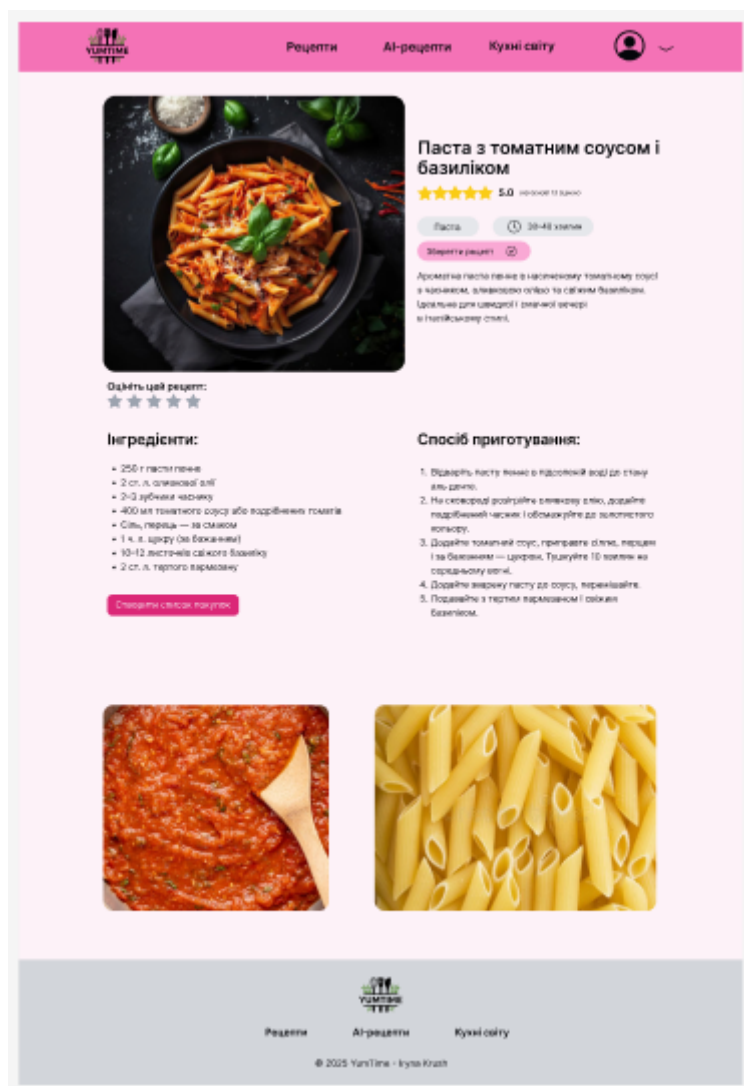 YUMTIME
Рецепти
AI-рецепти
Кухні світу
Паста з томатним соусом і
базиліком
5.0
Паста
30-40 хвилин
Зберегти рецепт
Ароматна паста пенне в насиченому томатному соусі
з часником, оливковою олією та свіжим базиліком.
Ідеально для швидкої і смачної вечері
в італійському стилі.
Оцініть цей рецепт:
Інгредієнти:
• 250 г пасти пенне
• 2 ст. л. оливкової олії
• 2-3 зубчики часнику
• 400 мл томатного соусу або подрібнених томатів
• Сіль, перець — за смаком
• 1 ч. л. цукру (за бажанням)
• 10-12 листочків свіжого базиліку
• 2 ст. л. тертого пармезану
Створити список покупок
Спосіб приготування:
1. Відваріть пасту пенне в підсоленій воді до стану
аль денте.
2. На сковороді розігрійте оливкову олію, додайте
подрібнений часник і обсмажуйте до золотистого
кольору.
3. Додайте томатний соус, приправте сіллю, перцем
і за бажанням — цукром. Тушкуйте 10 хвилин на
середньому вогні.
4. Додайте зварену пасту до соусу, перемішайте.
5. Подавайте з тертим пармезаном і свіжим
базиліком.
YUMTIME
Рецепти
AI-рецепти
Кухні світу
© 2025 YumTime - Iryna Krush